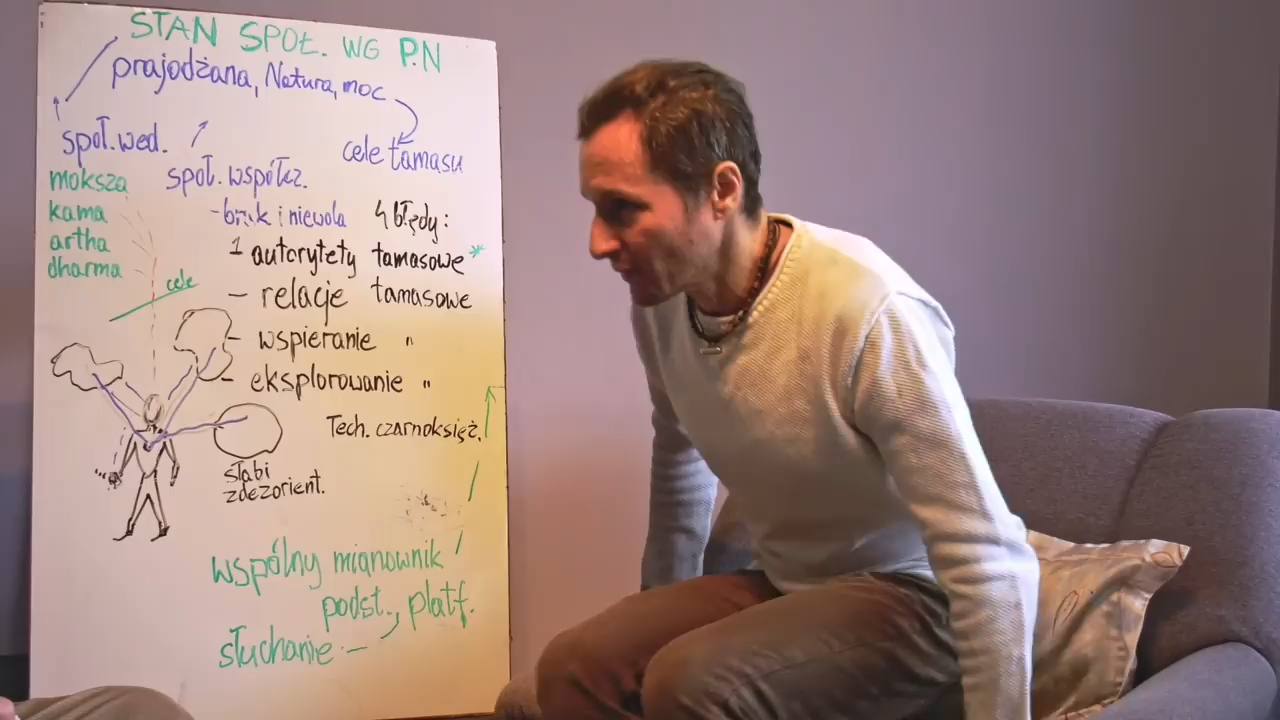 STAN SPOŁ. WG P.N
prajodżana, Natura, moc
społ. wed.
cele tamasu
moksza
kama
artha
dharma
społ. współcz.
- brak i niewola
4 błędy:
1 autorytety tamasowe *
- relacje tamasowe
- wspieranie "
- eksplorowanie "
cele
Tech. czarnoksięż.
słabi
zdezorient.
wspólny mianownik
podst., platf.
słuchanie -